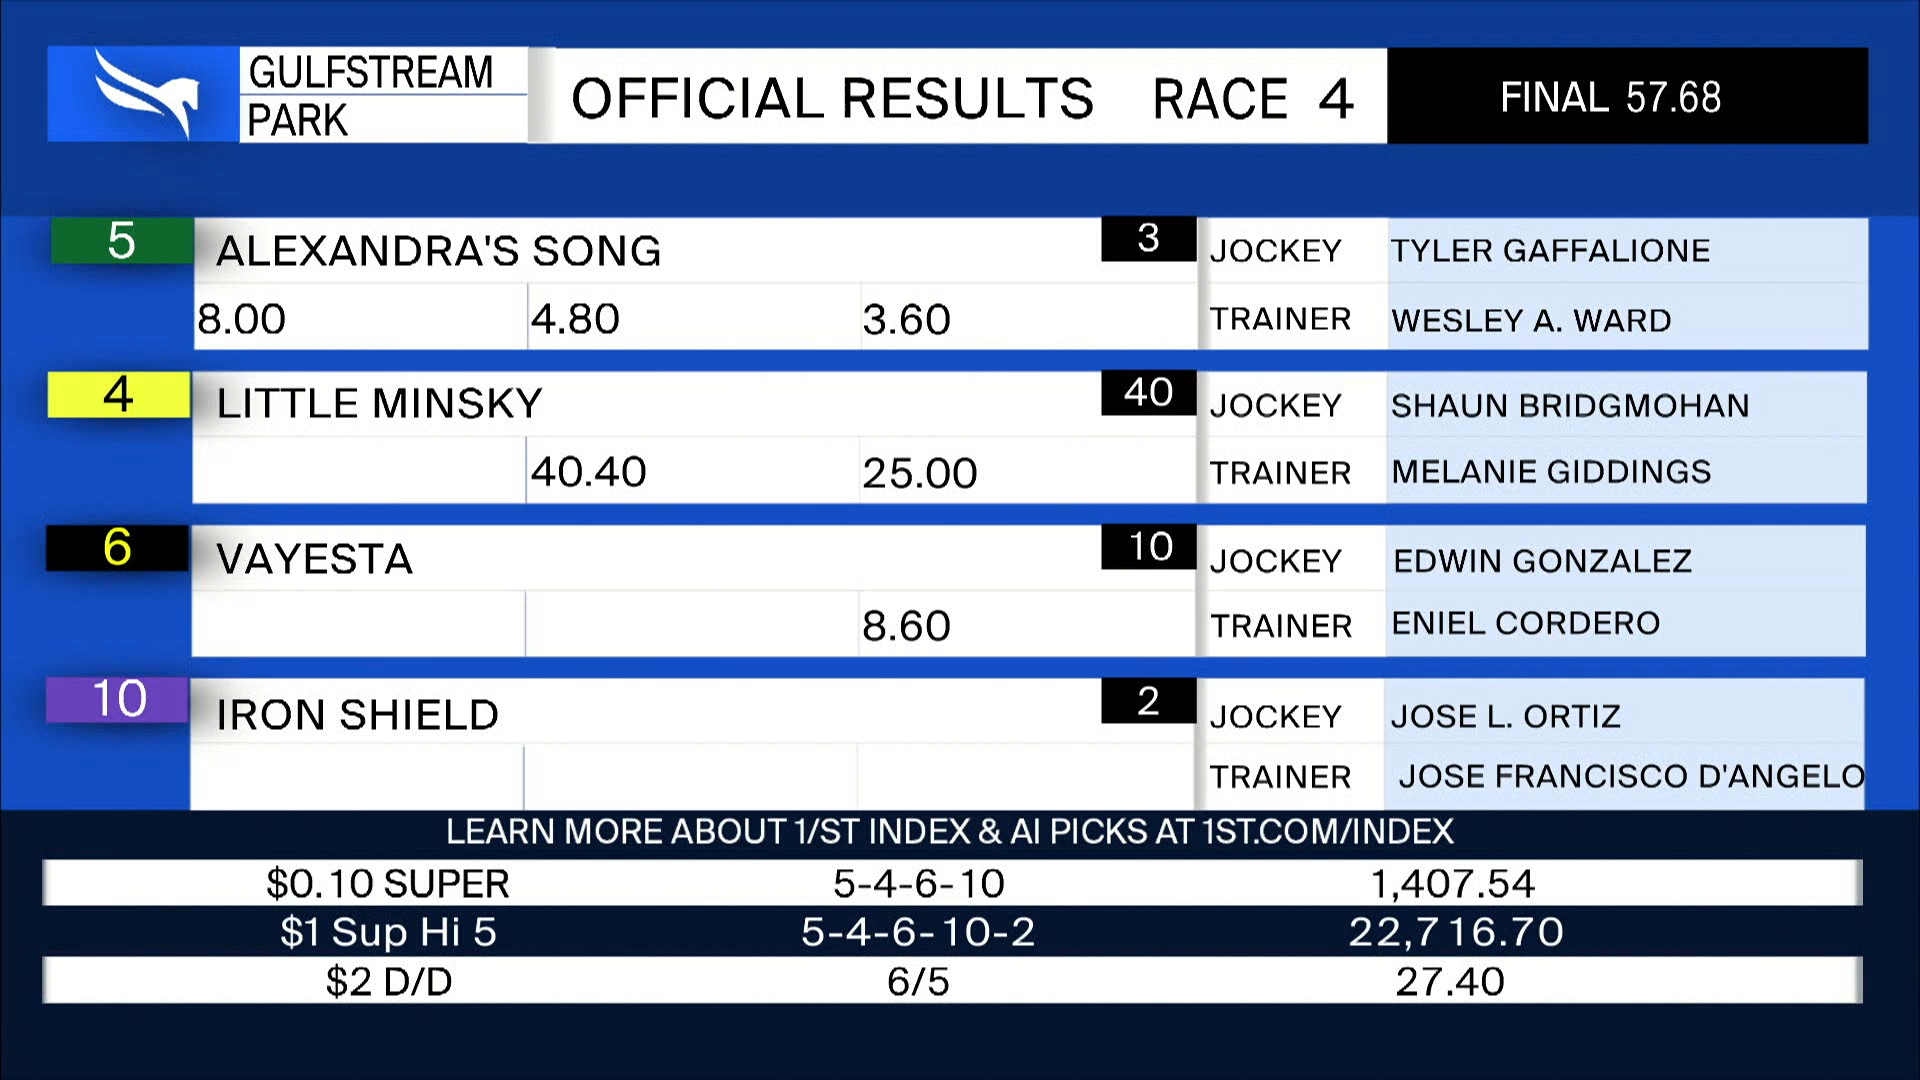 GULFSTREAM
PARK
OFFICIAL RESULTS RACE 4
FINAL 57.68
5 ALEXANDRA'S SONG 3 JOCKEY TYLER GAFFALIONE
8.00 4.80 3.60 TRAINER WESLEY A. WARD
4 LITTLE MINSKY 40 JOCKEY SHAUN BRIDGMOHAN
40.40 25.00 TRAINER MELANIE GIDDINGS
6 VAYESTA 10 JOCKEY EDWIN GONZALEZ
8.60 TRAINER ENIEL CORDERO
10 IRON SHIELD 2 JOCKEY JOSE L. ORTIZ
TRAINER JOSE FRANCISCO D'ANGELO
LEARN MORE ABOUT 1/ST INDEX & AI PICKS AT 1ST.COM/INDEX
$0.10 SUPER 5-4-6-10 1,407.54
$1 Sup Hi 5 5-4-6-10-2 22,716.70
$2 D/D 6/5 27.40